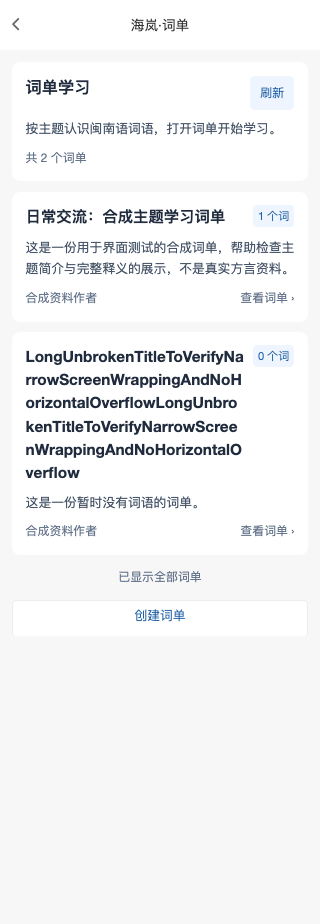 海岚·词单
词单学习
刷新
按主题认识闽南语词语，打开词单开始学习。
共 2 个词单
日常交流：合成主题学习词单
1 个词
这是一份用于界面测试的合成词单，帮助检查主
题简介与完整释义的展示，不是真实方言资料。
合成资料作者
查看词单 ›
LongUnbrokenTitleToVerifyNa
0 个词
rrowScreenWrappingAndNoH
orizontalOverflowLongUnbro
kenTitleToVerifyNarrowScree
nWrappingAndNoHorizontalO
verflow
这是一份暂时没有词语的词单。
合成资料作者
查看词单 ›
已显示全部词单
创建词单